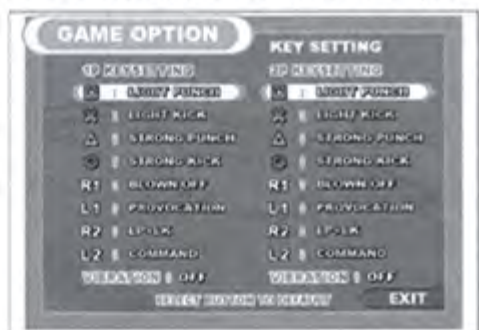 GAME OPTION
KEY SETTING
1P KEYSETTING 2P KEYSETTING
□ : LIGHT PUNCH □ : LIGHT PUNCH
X : LIGHT KICK X : LIGHT KICK
△ : STRONG PUNCH △ : STRONG PUNCH
○ : STRONG KICK ○ : STRONG KICK
R1 : BLOWN OFF R1 : BLOWN OFF
L1 : PROVOCATION L1 : PROVOCATION
R2 : LP+LK R2 : LP+LK
L2 : COMMAND L2 : COMMAND
VIBRATION : OFF VIBRATION : OFF
SELECT BUTTON TO DEFAULT EXIT